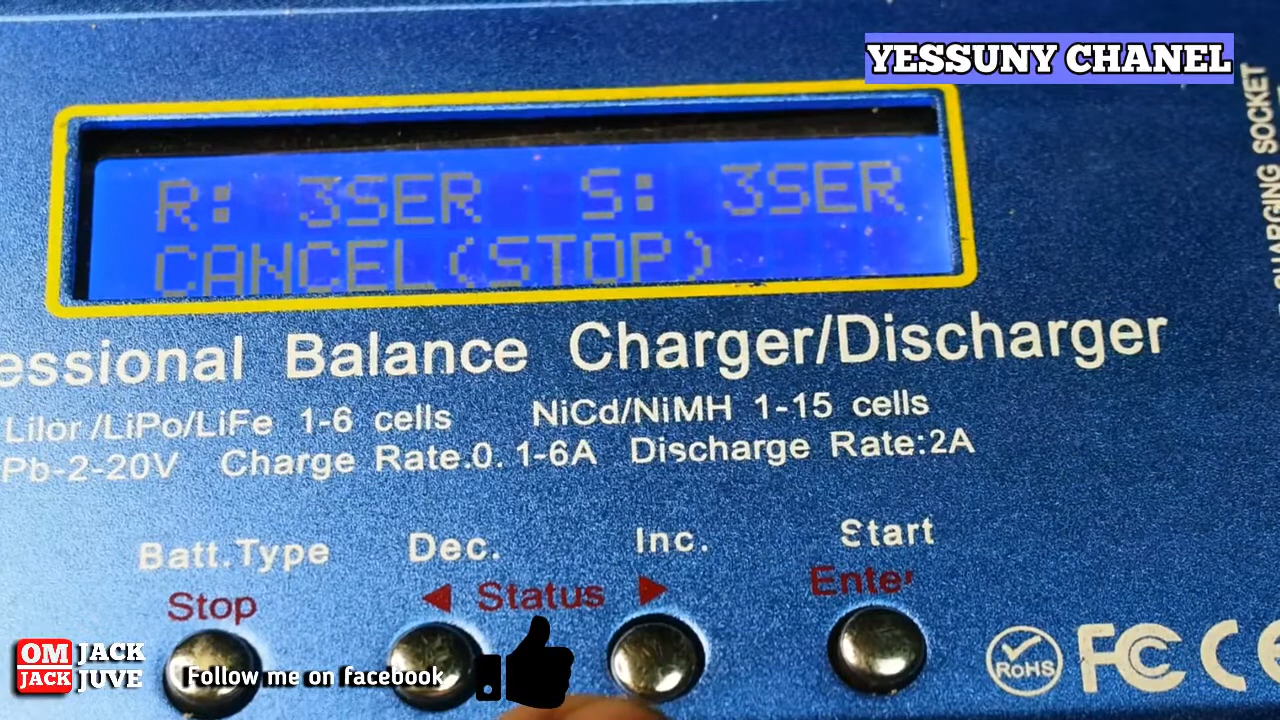 YESSUNY CHANEL
R: 3SER S: 3SER
CANCEL(STOP)
CHARGING SOCKET
essional Balance Charger/Discharger
LiIor/LiPo/LiFe 1-6 cells NiCd/NiMH 1-15 cells
Pb-2-20V Charge Rate.0.1-6A Discharge Rate:2A
Batt.Type Dec. Inc. Start
Stop ◀ Status ▶ Enter
OM JACK
JACK JUVE
Follow me on facebook
RoHS FC CE